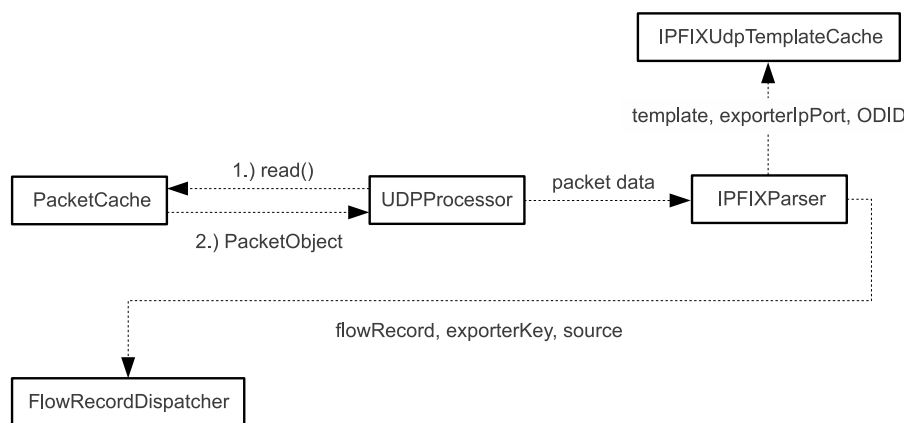 IPFIXUdpTemplateCache
template, exporterIpPort, ODID
1.) read()
packet data
PacketCache
UDPProcessor
IPFIXParser
2.) PacketObject
flowRecord, exporterKey, source
FlowRecordDispatcher